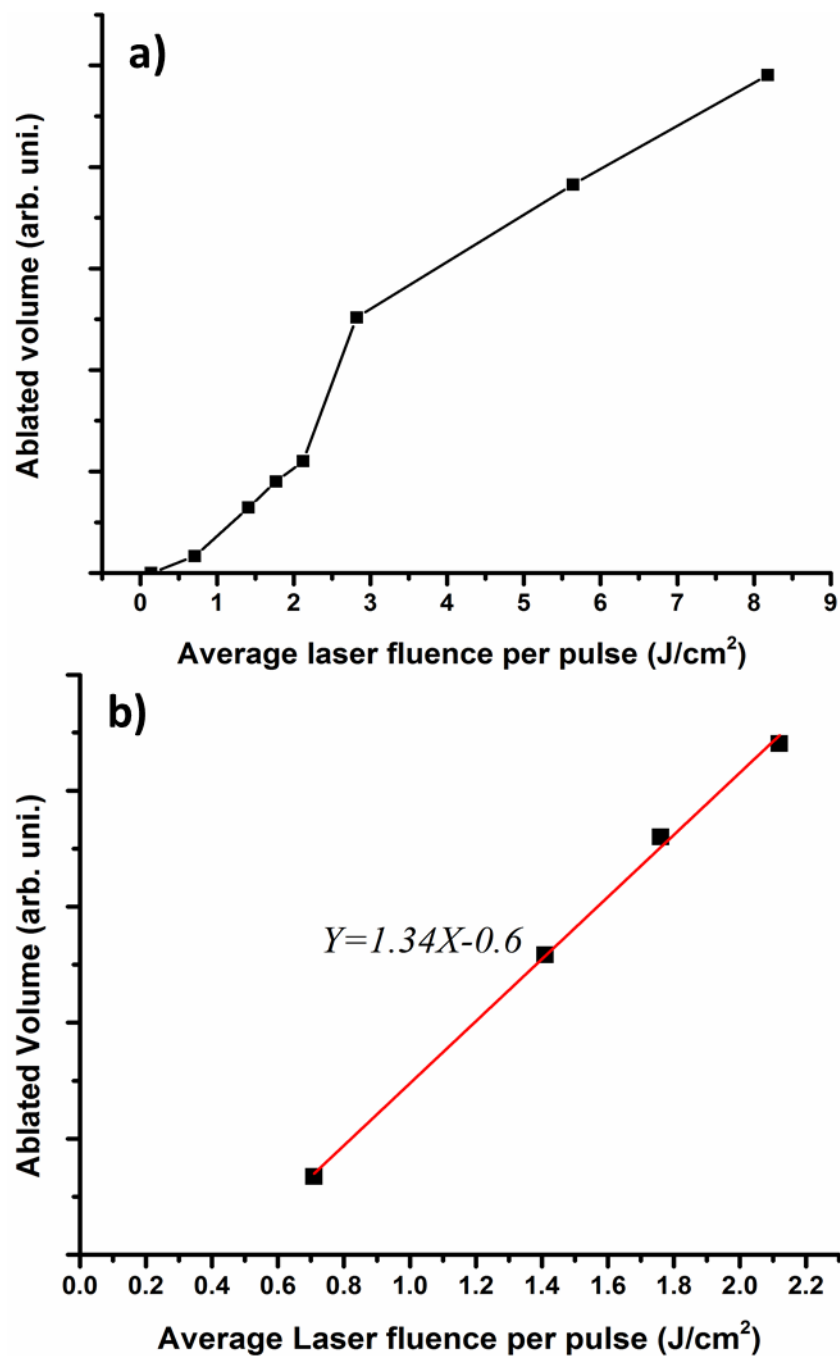 a)
Ablated volume (arb. uni.)
0 1 2 3 4 5 6 7 8 9
Average laser fluence per pulse (J/cm²)
b)
Ablated Volume (arb. uni.)
Y=1.34X-0.6
0.0 0.2 0.4 0.6 0.8 1.0 1.2 1.4 1.6 1.8 2.0 2.2
Average Laser fluence per pulse (J/cm²)